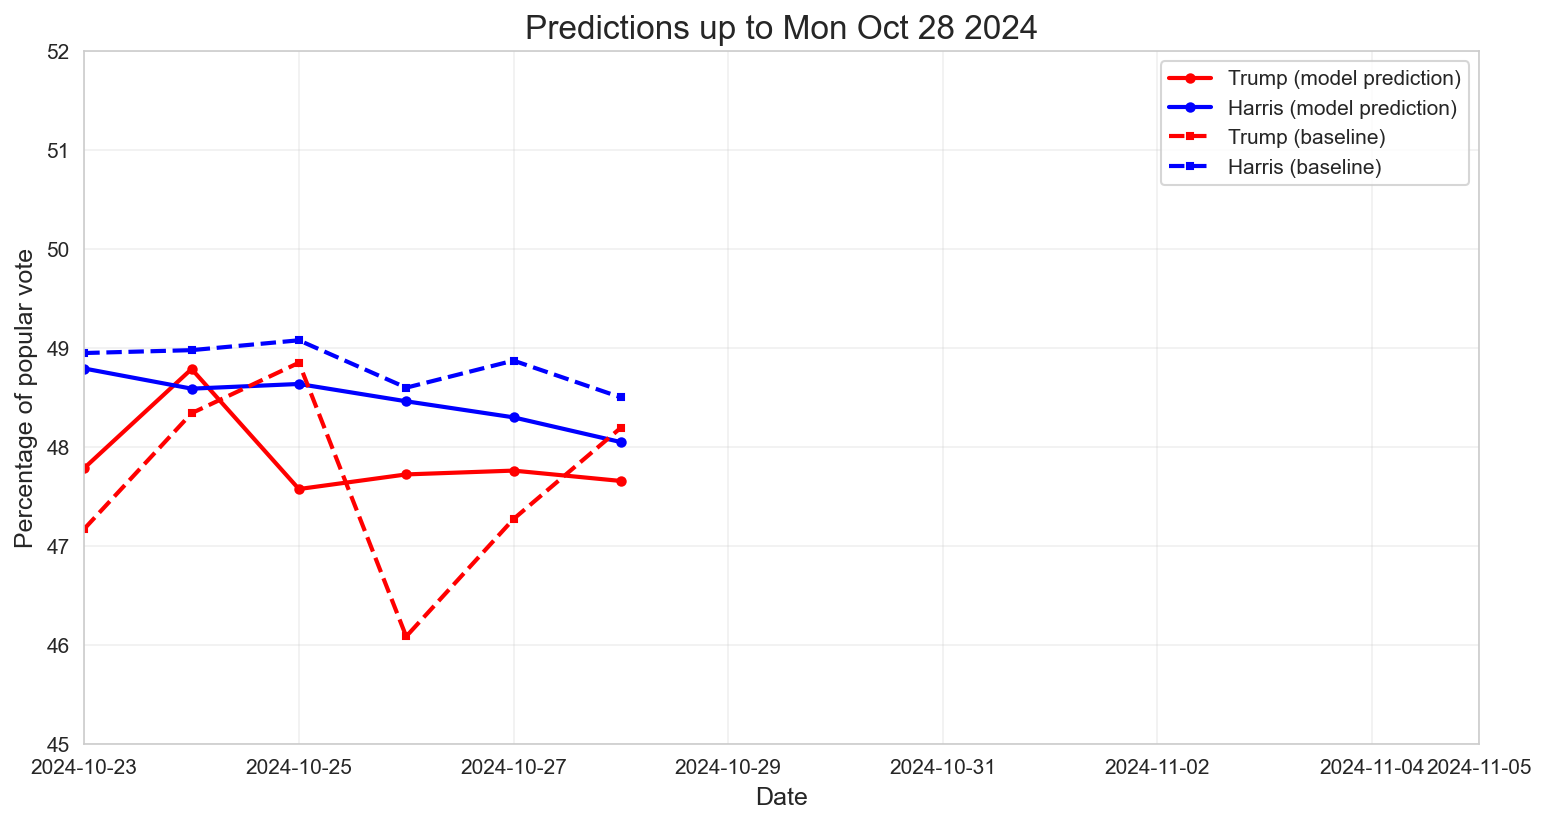 Predictions up to Mon Oct 28 2024
Trump (model prediction)
Harris (model prediction)
Trump (baseline)
Harris (baseline)
Percentage of popular vote
52
51
50
49
48
47
46
45
2024-10-23
2024-10-25
2024-10-27
2024-10-29
2024-10-31
2024-11-02
2024-11-04
2024-11-05
Date